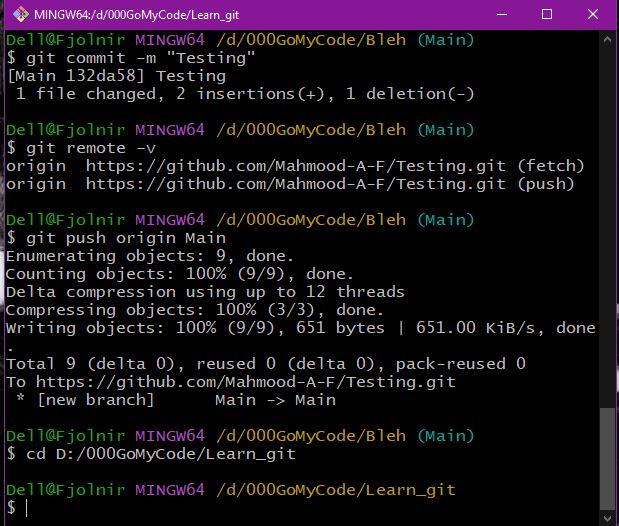 MINGW64:/d/000GoMyCode/Learn_git
Dell@Fjolnir MINGW64 /d/000GoMyCode/Bleh (Main)
$ git commit -m "Testing"
[Main 132da58] Testing
 1 file changed, 2 insertions(+), 1 deletion(-)

Dell@Fjolnir MINGW64 /d/000GoMyCode/Bleh (Main)
$ git remote -v
origin  https://github.com/Mahmood-A-F/Testing.git (fetch)
origin  https://github.com/Mahmood-A-F/Testing.git (push)

Dell@Fjolnir MINGW64 /d/000GoMyCode/Bleh (Main)
$ git push origin Main
Enumerating objects: 9, done.
Counting objects: 100% (9/9), done.
Delta compression using up to 12 threads
Compressing objects: 100% (3/3), done.
Writing objects: 100% (9/9), 651 bytes | 651.00 KiB/s, done
.
Total 9 (delta 0), reused 0 (delta 0), pack-reused 0
To https://github.com/Mahmood-A-F/Testing.git
 * [new branch]      Main -> Main

Dell@Fjolnir MINGW64 /d/000GoMyCode/Bleh (Main)
$ cd D:/000GoMyCode/Learn_git

Dell@Fjolnir MINGW64 /d/000GoMyCode/Learn_git
$